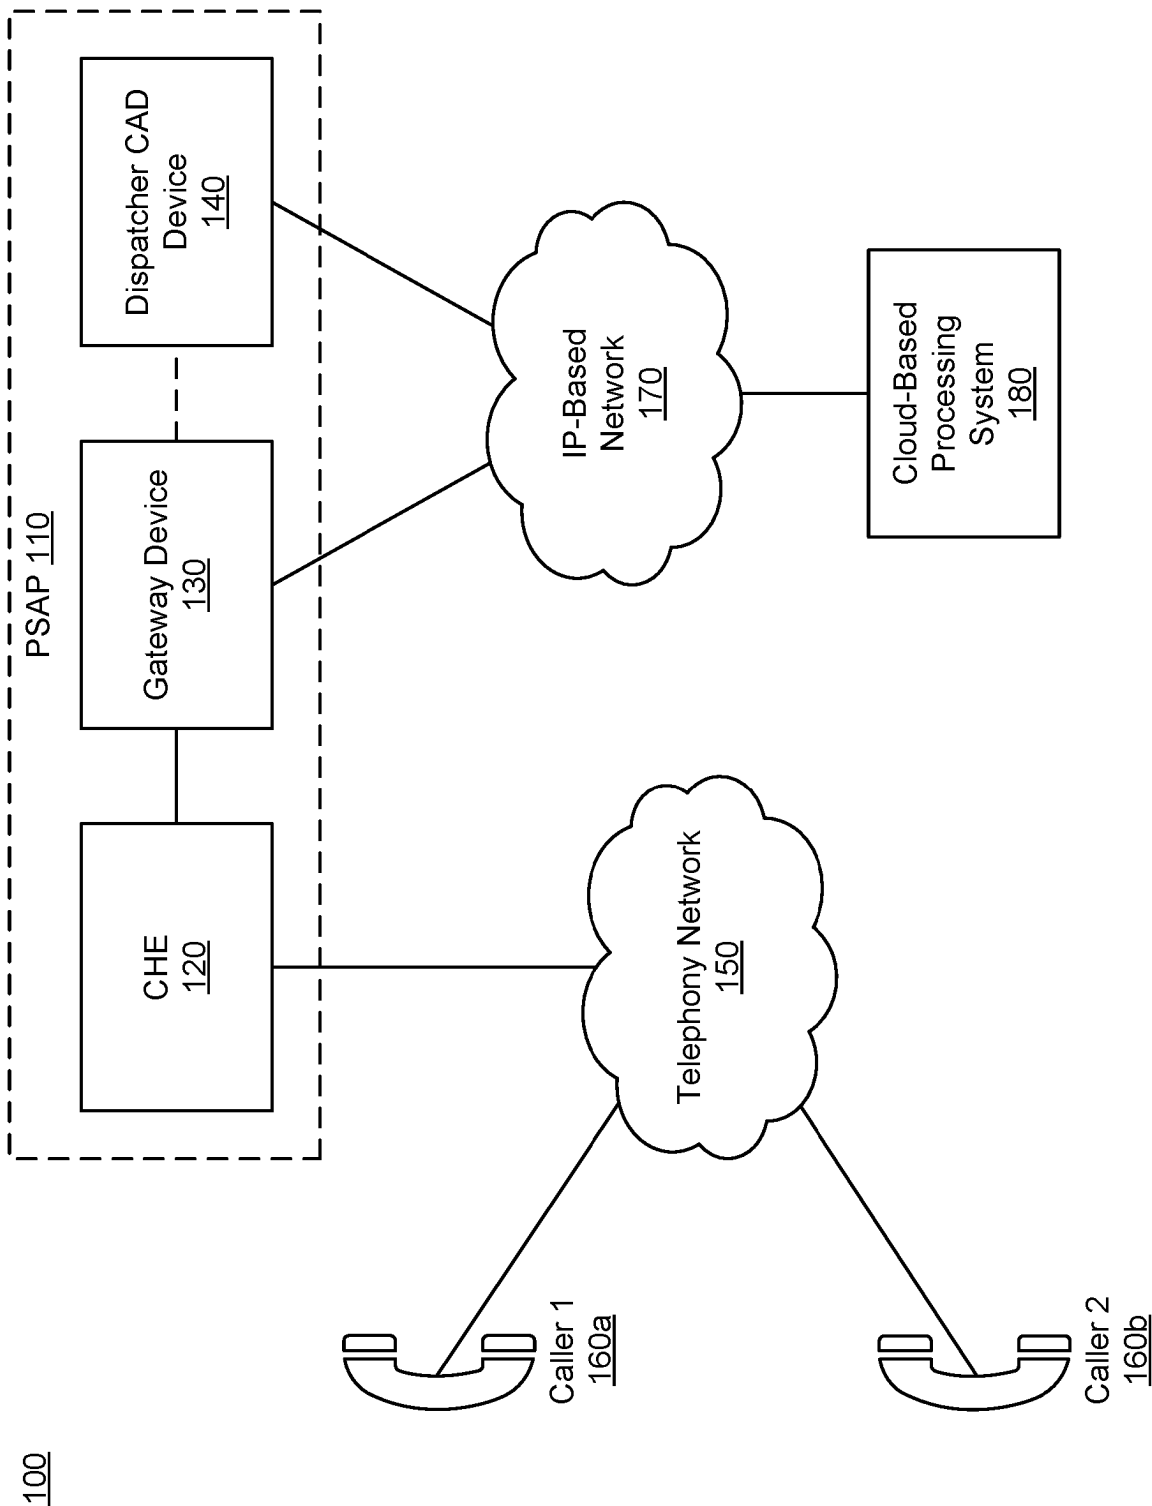 100
PSAP 110
CHE
120
Gateway Device
130
Dispatcher CAD
Device
140
Caller 1
160a
Telephony Network
150
IP-Based
Network
170
Caller 2
160b
Cloud-Based
Processing
System
180